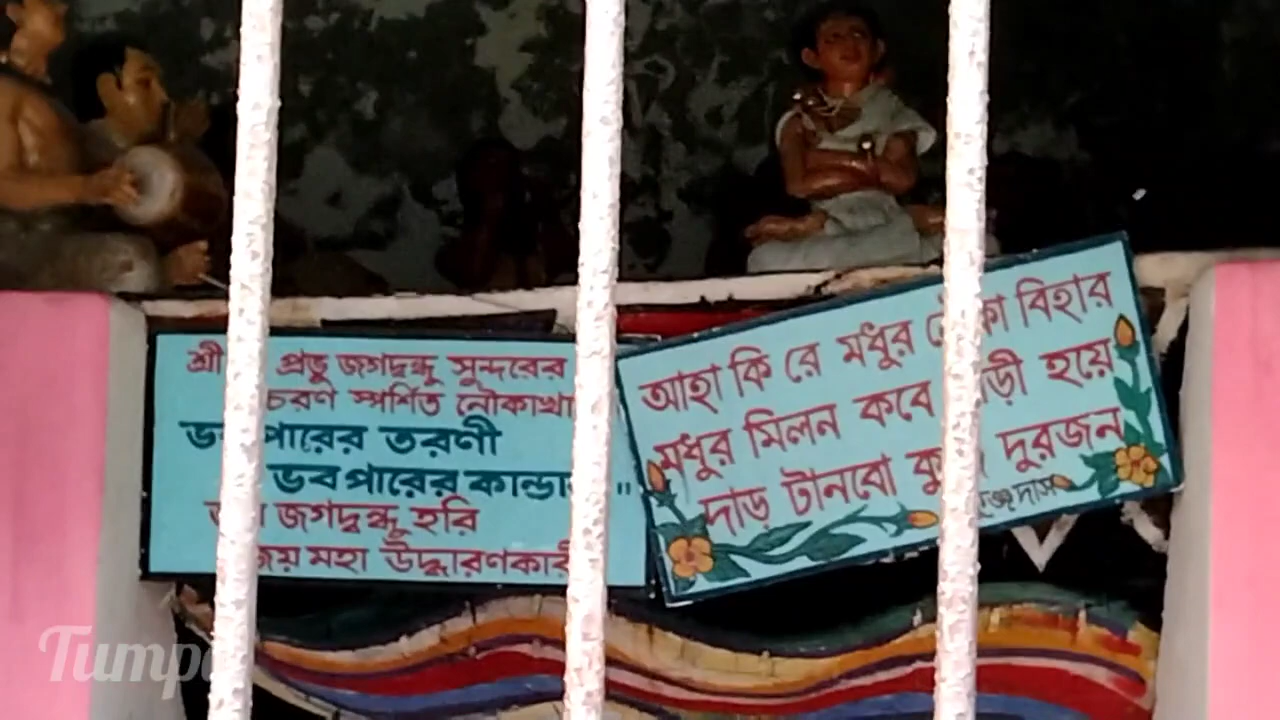 শ্রী প্রভু জগদ্বন্ধু সুন্দরের
চরণ স্পর্শিত
পারের তরণী
ভব পারের
জগদ্বন্ধু হরি
জয় মহা উদ্ধারণকারী
আহা কি রে মধুর বিহার
মধুর মিলন কবে হয়ে
দাড় টানবো দুরজন
দাস